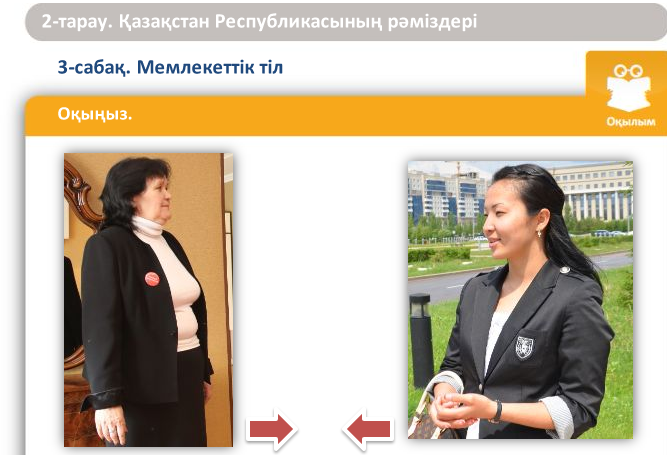 2-тарау. Қазақстан Республикасының рәміздері
3-сабақ. Мемлекеттік тіл
Оқыңыз.
Оқылым